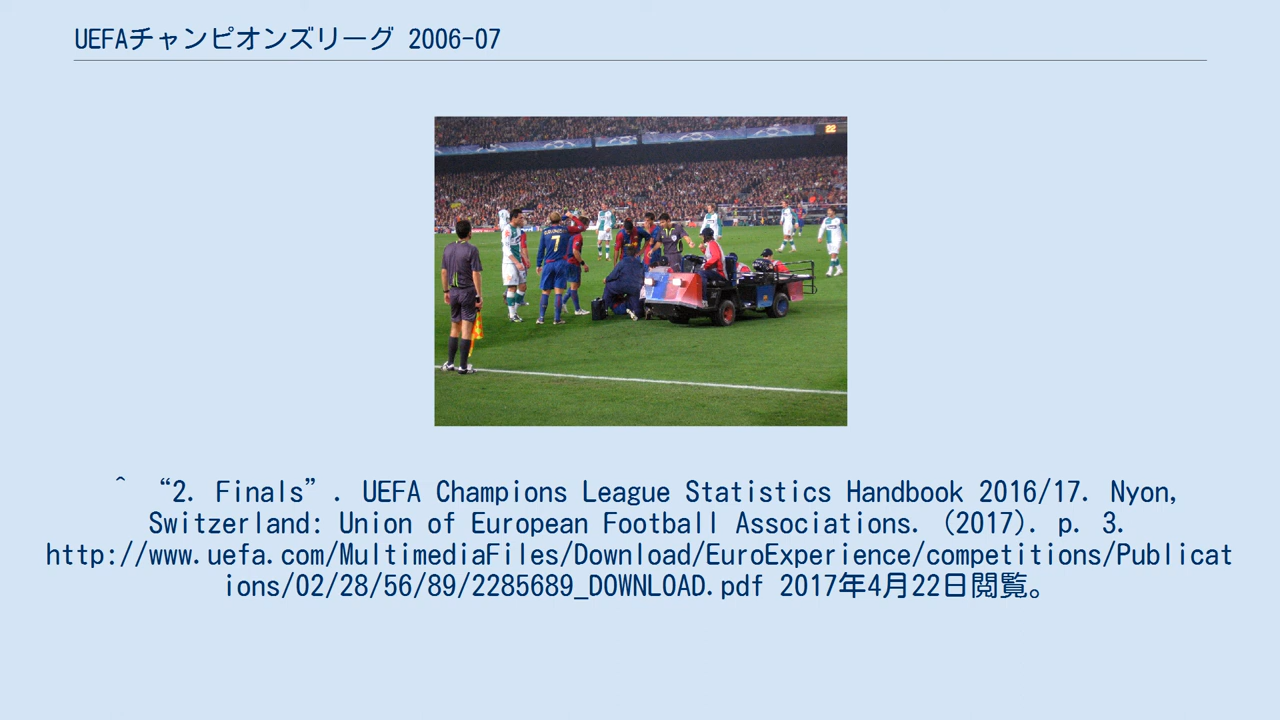 UEFAチャンピオンズリーグ 2006-07
22
7
^ “2. Finals”. UEFA Champions League Statistics Handbook 2016/17. Nyon,
Switzerland: Union of European Football Associations. (2017). p. 3.
http://www.uefa.com/MultimediaFiles/Download/EuroExperience/competitions/Publicat
ions/02/28/56/89/2285689_DOWNLOAD.pdf 2017年4月22日閲覧。